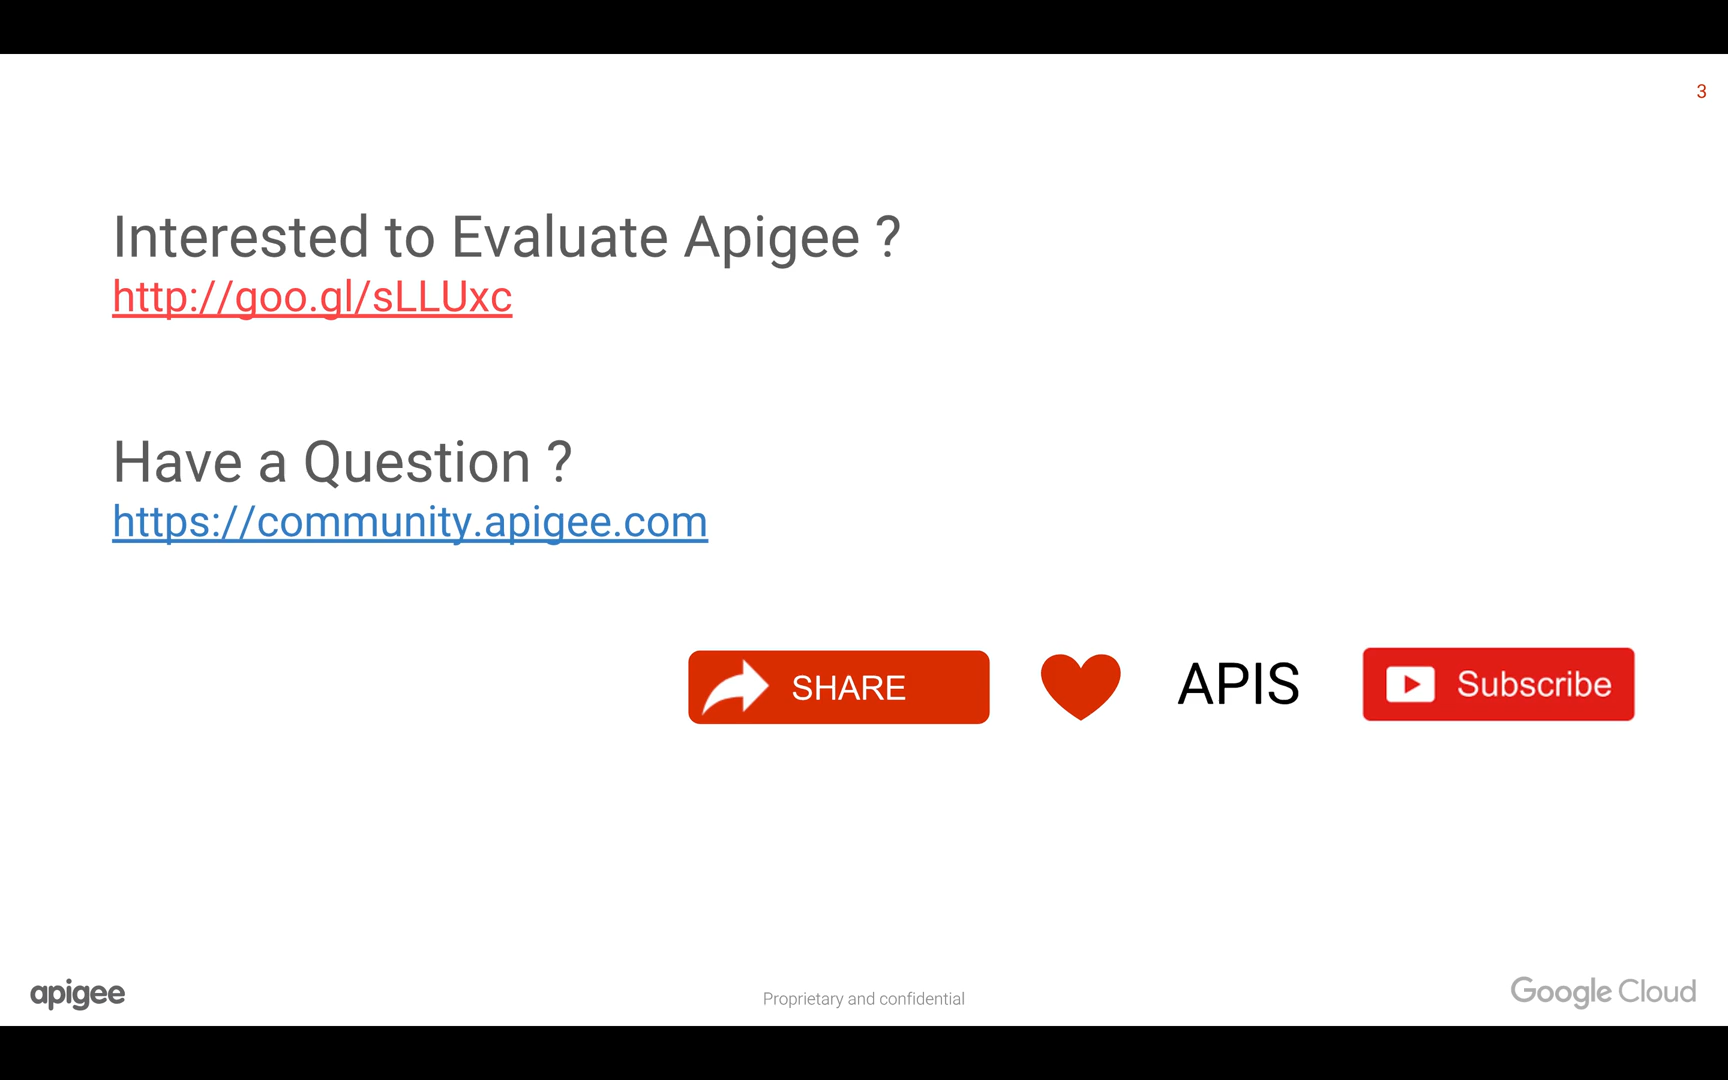 3
Interested to Evaluate Apigee ?
http://goo.gl/sLLUxc
Have a Question ?
https://community.apigee.com
SHARE
APIS
Subscribe
apigee
Proprietary and confidential
Google Cloud